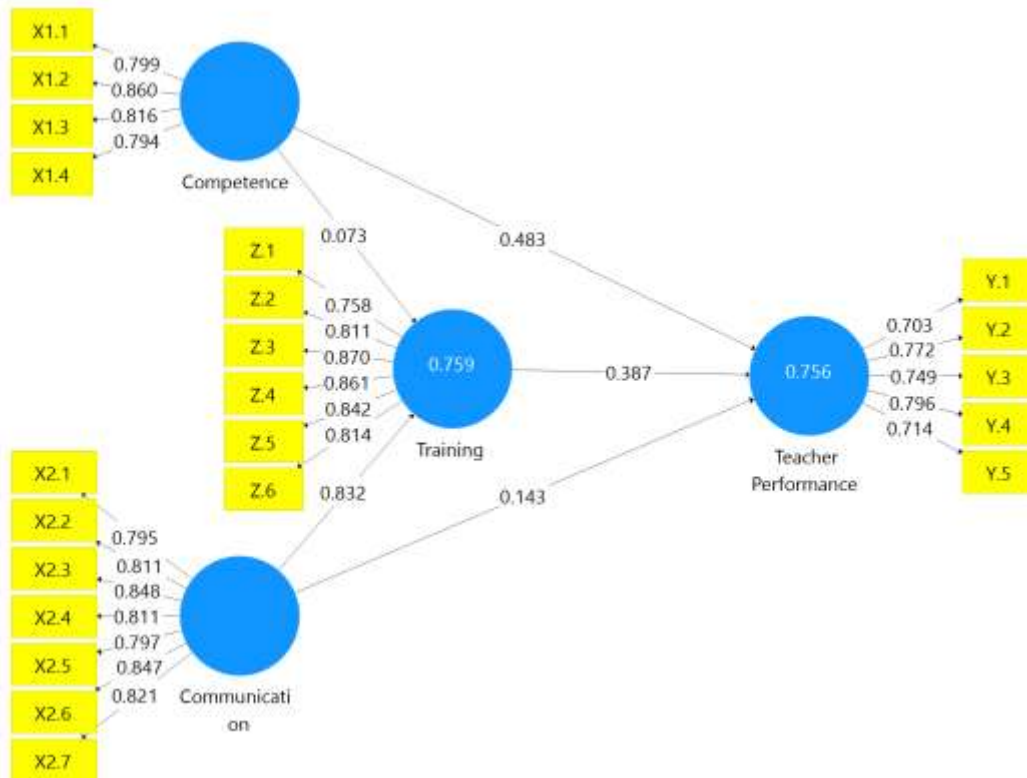 X1.1
X1.2
X1.3
X1.4
0.799
0.860
0.816
0.794
Competence
0.073
0.483
Z.1
Z.2
Z.3
Z.4
Z.5
Z.6
0.758
0.811
0.870
0.861
0.842
0.814
0.759
Training
0.387
0.756
Teacher
Performance
0.703
0.772
0.749
0.796
0.714
Y.1
Y.2
Y.3
Y.4
Y.5
0.832
0.143
X2.1
X2.2
X2.3
X2.4
X2.5
X2.6
X2.7
0.795
0.811
0.848
0.811
0.797
0.847
0.821
Communicati
on